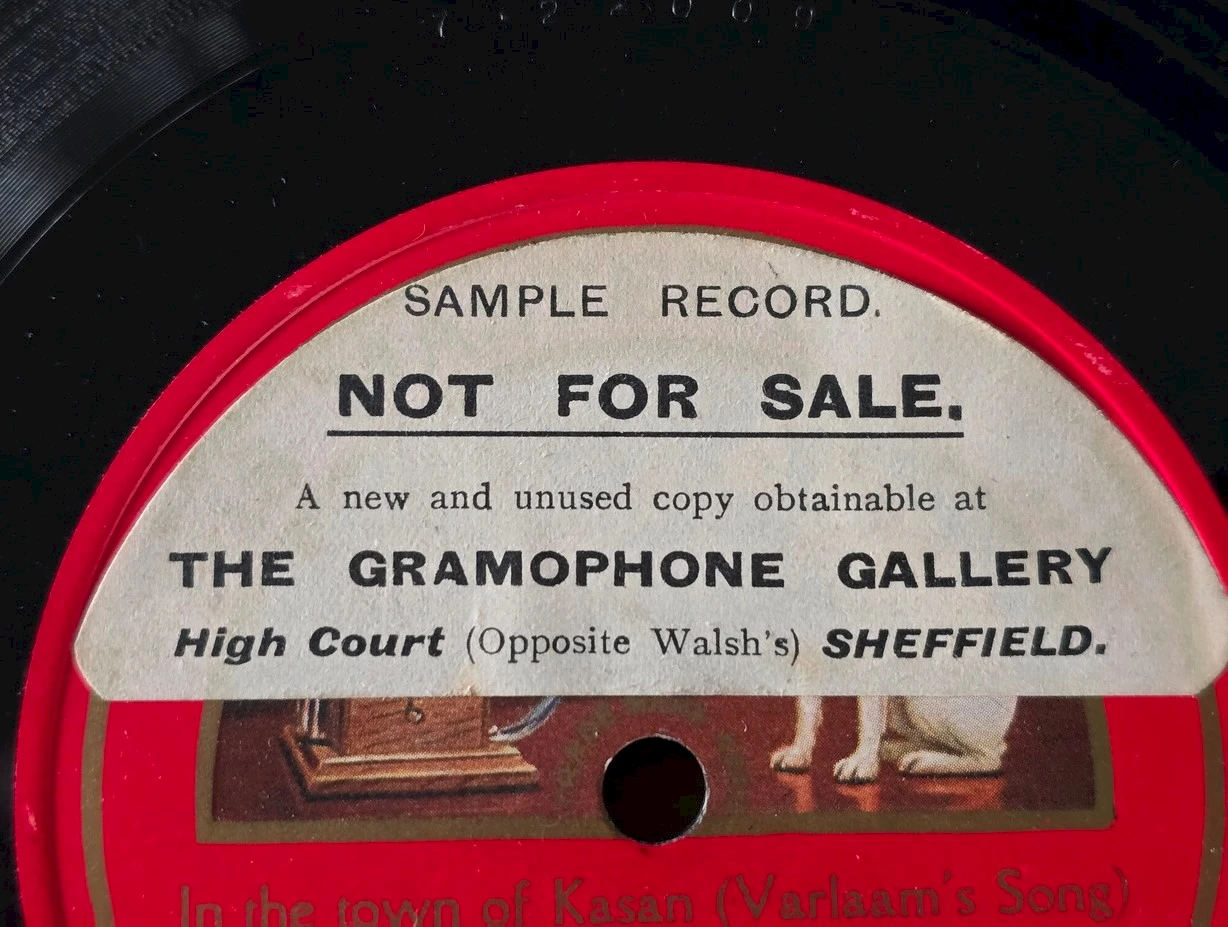 SAMPLE RECORD.
NOT FOR SALE.
A new and unused copy obtainable at
THE GRAMOPHONE GALLERY
High Court (Opposite Walsh's) SHEFFIELD.
In the town of Kasan (Varlaam's Song)